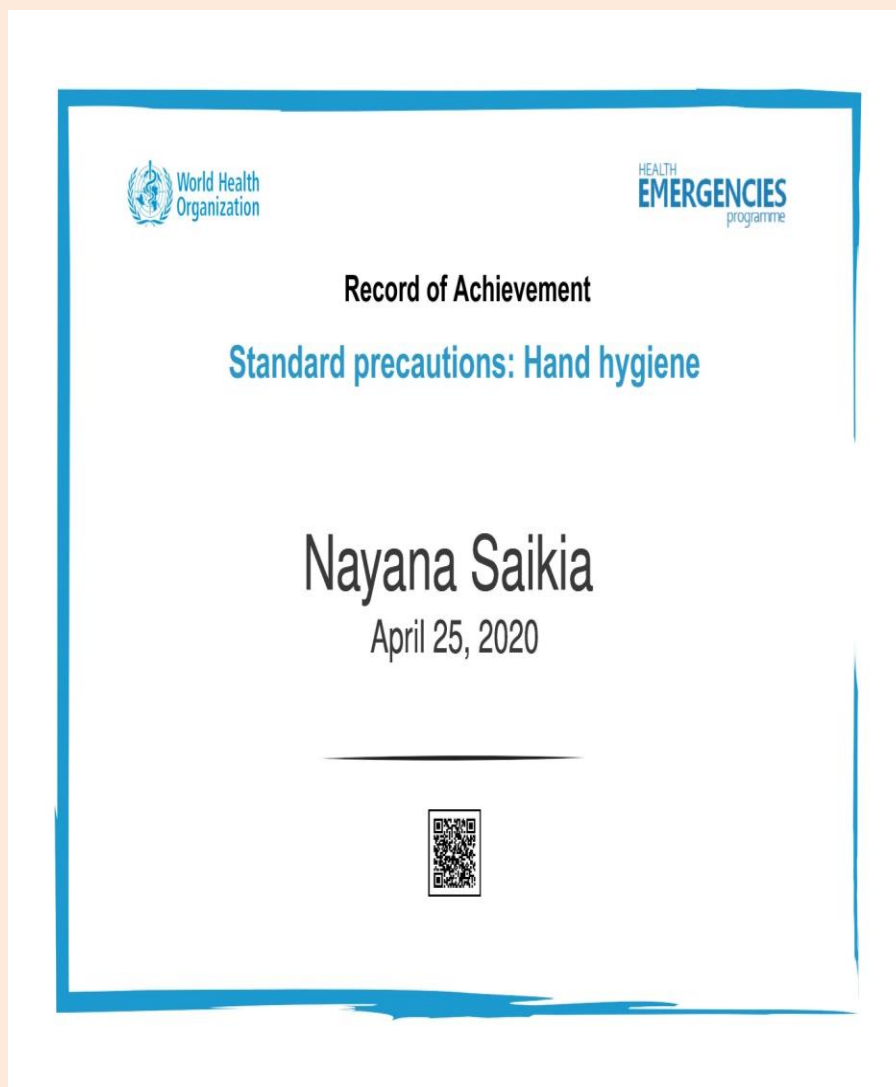 World Health
Organization
HEALTH
EMERGENCIES
programme
Record of Achievement
Standard precautions: Hand hygiene
Nayana Saikia
April 25, 2020